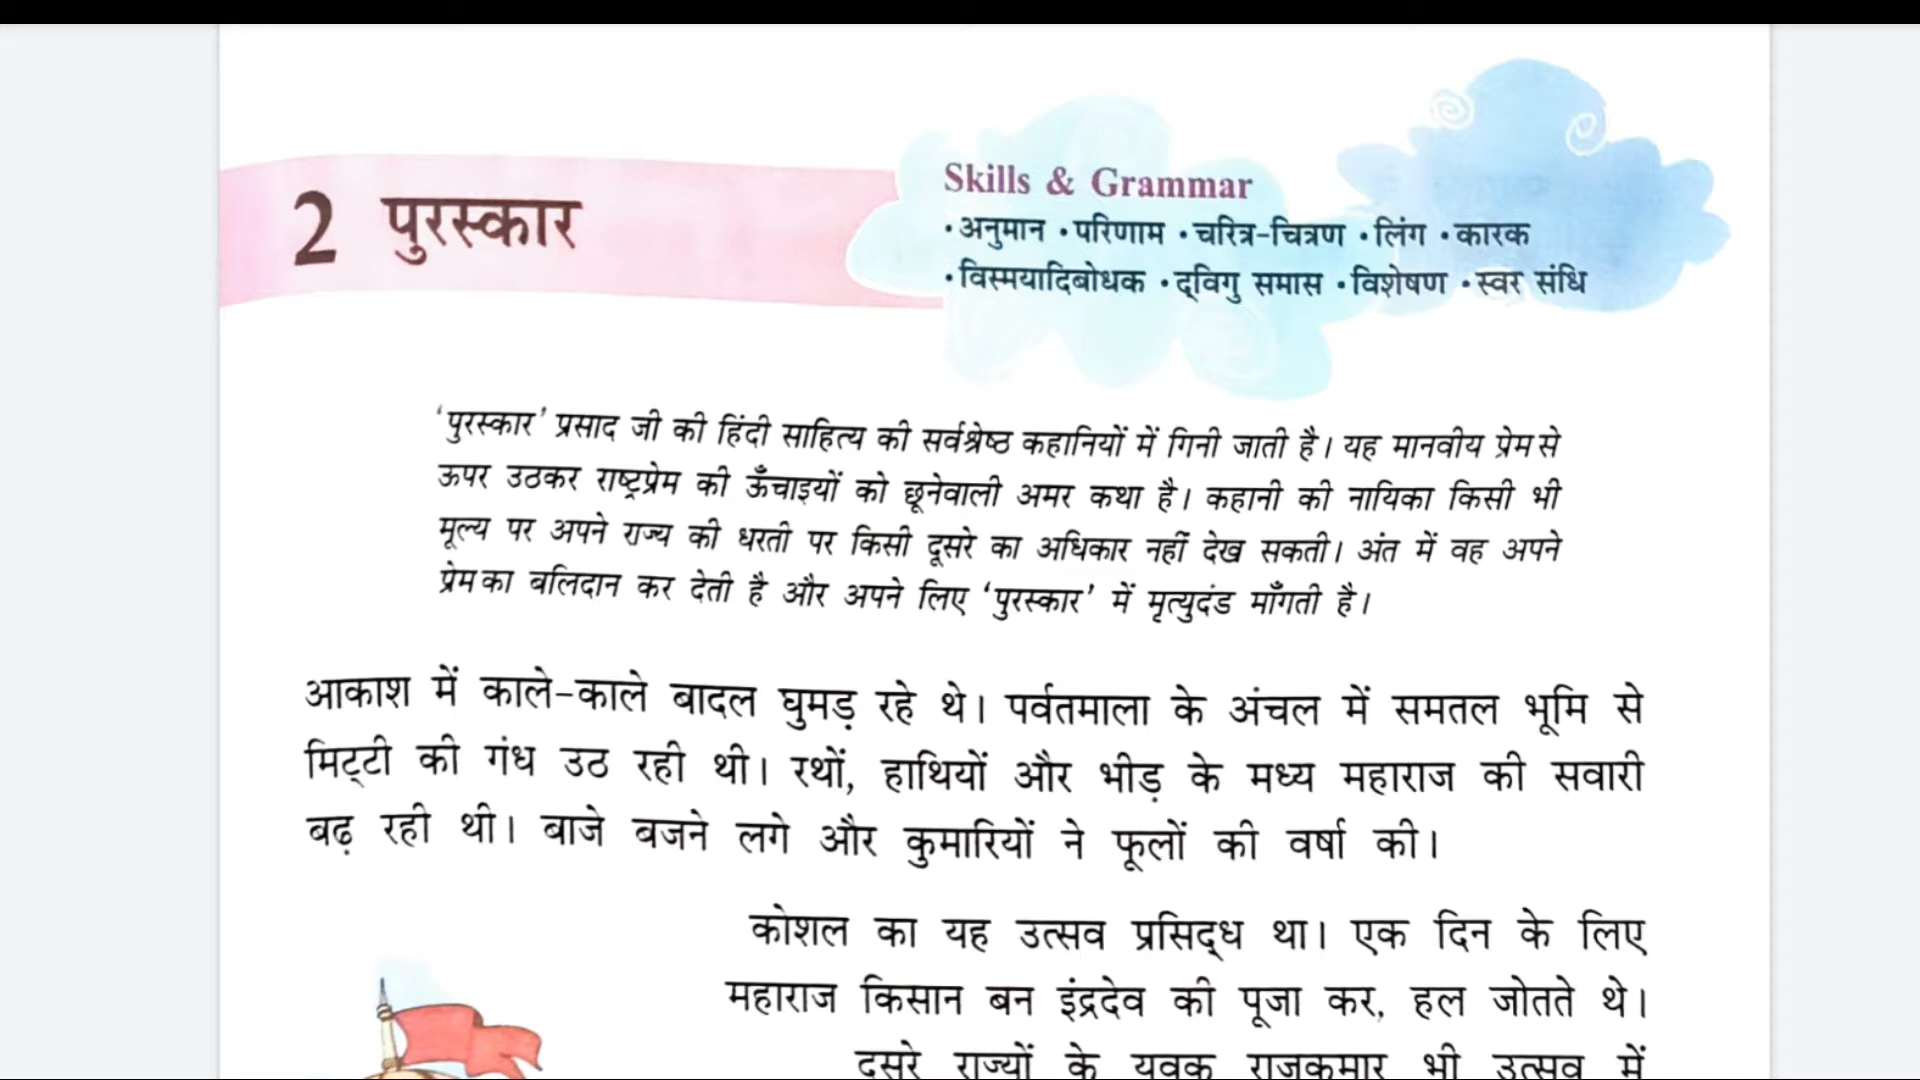 2 पुरस्कार
Skills & Grammar
• अनुमान • परिणाम • चरित्र-चित्रण • लिंग • कारक
• विस्मयादिबोधक • द्‌विगु समास • विशेषण • स्वर संधि
‘पुरस्कार’ प्रसाद जी की हिंदी साहित्य की सर्वश्रेष्ठ कहानियों में गिनी जाती है। यह मानवीय प्रेम से
ऊपर उठकर राष्ट्रप्रेम की ऊँचाइयों को छूनेवाली अमर कथा है। कहानी की नायिका किसी भी
मूल्य पर अपने राज्य की धरती पर किसी दूसरे का अधिकार नहीं देख सकती। अंत में वह अपने
प्रेम का बलिदान कर देती है और अपने लिए ‘पुरस्कार’ में मृत्युदंड माँगती है।
आकाश में काले-काले बादल घुमड़ रहे थे। पर्वतमाला के अंचल में समतल भूमि से
मिट्‌टी की गंध उठ रही थी। रथों, हाथियों और भीड़ के मध्य महाराज की सवारी
बढ़ रही थी। बाजे बजने लगे और कुमारियों ने फूलों की वर्षा की।
कोशल का यह उत्सव प्रसिद्‌ध था। एक दिन के लिए
महाराज किसान बन इंद्रदेव की पूजा कर, हल जोतते थे।
दूसरे राज्यों के युवक राजकुमार भी उत्सव में